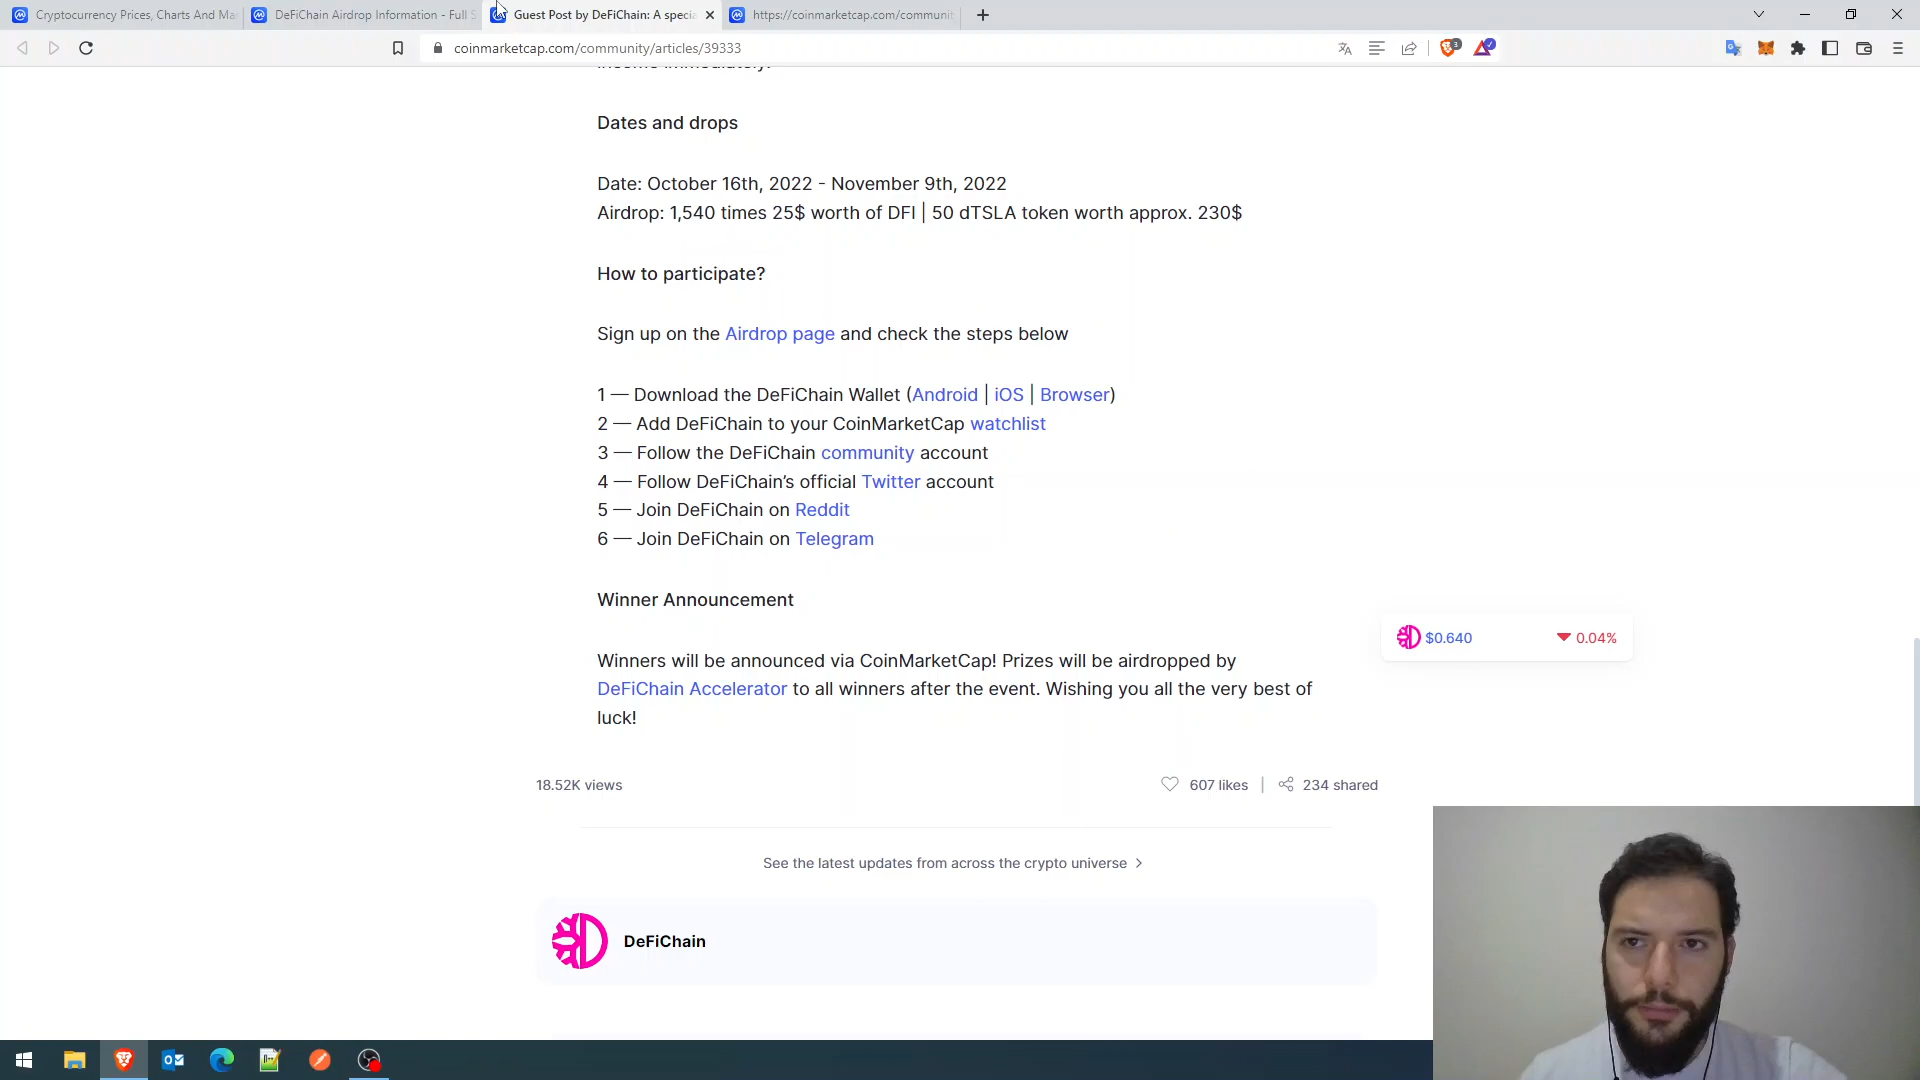 Cryptocurrency Prices, Charts And Ma
DeFiChain Airdrop Information - Full S
Guest Post by DeFiChain: A specia
https://coinmarketcap.com/communit
coinmarketcap.com/community/articles/39333
income immediately.
Dates and drops
Date: October 16th, 2022 - November 9th, 2022
Airdrop: 1,540 times 25$ worth of DFI | 50 dTSLA token worth approx. 230$
How to participate?
Sign up on the Airdrop page and check the steps below
1 — Download the DeFiChain Wallet (Android | iOS | Browser)
2 — Add DeFiChain to your CoinMarketCap watchlist
3 — Follow the DeFiChain community account
4 — Follow DeFiChain’s official Twitter account
5 — Join DeFiChain on Reddit
6 — Join DeFiChain on Telegram
Winner Announcement
$0.640 0.04%
Winners will be announced via CoinMarketCap! Prizes will be airdropped by
DeFiChain Accelerator to all winners after the event. Wishing you all the very best of
luck!
18.52K views
607 likes | 234 shared
See the latest updates from across the crypto universe
DeFiChain